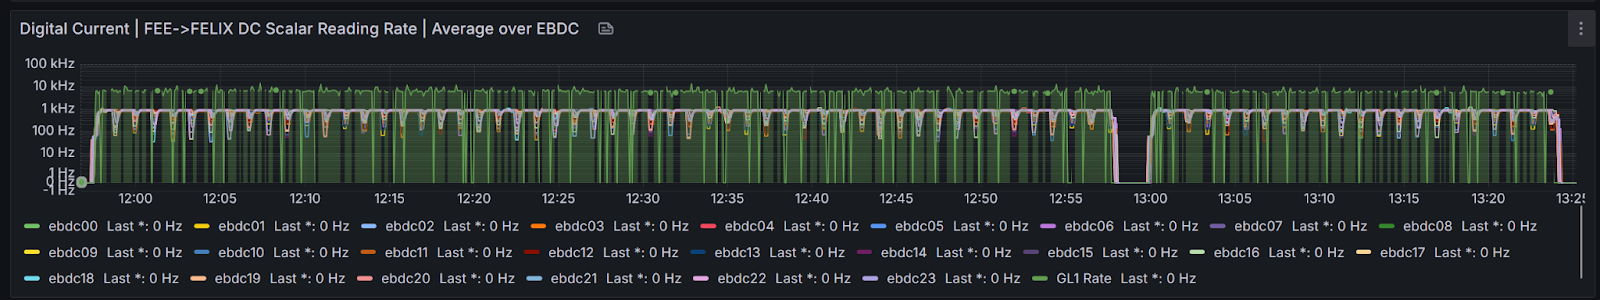 Digital Current | FEE->FELIX DC Scalar Reading Rate | Average over EBDC
100 kHz
10 kHz
1 kHz
100 Hz
10 Hz
1 Hz
0 Hz
-1 Hz
12:00 12:05 12:10 12:15 12:20 12:25 12:30 12:35 12:40 12:45 12:50 12:55 13:00 13:05 13:10 13:15 13:20 13:25
ebdc00 Last *: 0 Hz ebdc01 Last *: 0 Hz ebdc02 Last *: 0 Hz ebdc03 Last *: 0 Hz ebdc04 Last *: 0 Hz ebdc05 Last *: 0 Hz ebdc06 Last *: 0 Hz ebdc07 Last *: 0 Hz ebdc08 Last *: 0 Hz
ebdc09 Last *: 0 Hz ebdc10 Last *: 0 Hz ebdc11 Last *: 0 Hz ebdc12 Last *: 0 Hz ebdc13 Last *: 0 Hz ebdc14 Last *: 0 Hz ebdc15 Last *: 0 Hz ebdc16 Last *: 0 Hz ebdc17 Last *: 0 Hz
ebdc18 Last *: 0 Hz ebdc19 Last *: 0 Hz ebdc20 Last *: 0 Hz ebdc21 Last *: 0 Hz ebdc22 Last *: 0 Hz ebdc23 Last *: 0 Hz GL1 Rate Last *: 0 Hz